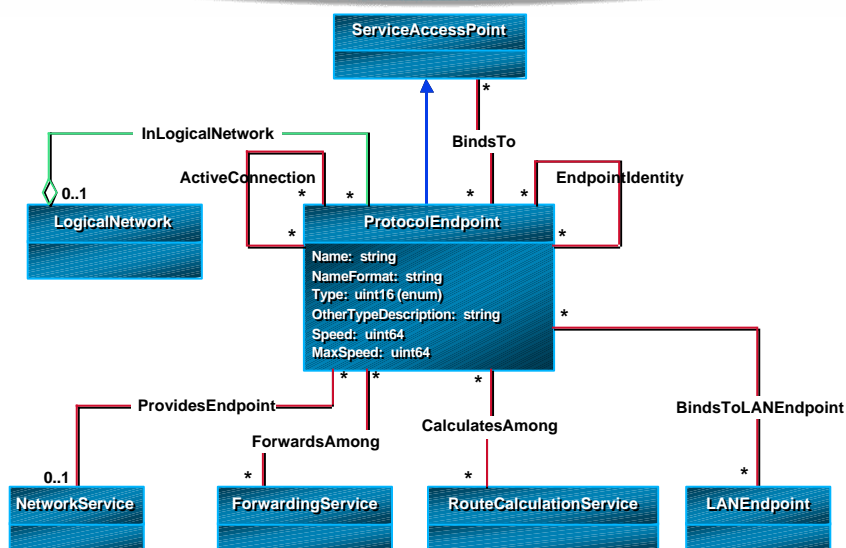 ServiceAccessPoint
*
BindsTo
InLogicalNetwork
ActiveConnection
EndpointIdentity
0..1
*
*
*
*
LogicalNetwork
ProtocolEndpoint
*
*
Name: string
NameFormat: string
Type: uint16 (enum)
OtherTypeDescription: string
Speed: uint64
MaxSpeed: uint64
*
*
*
*
ProvidesEndpoint
BindsToLANEndpoint
CalculatesAmong
ForwardsAmong
0..1
*
*
*
NetworkService
ForwardingService
RouteCalculationService
LANEndpoint